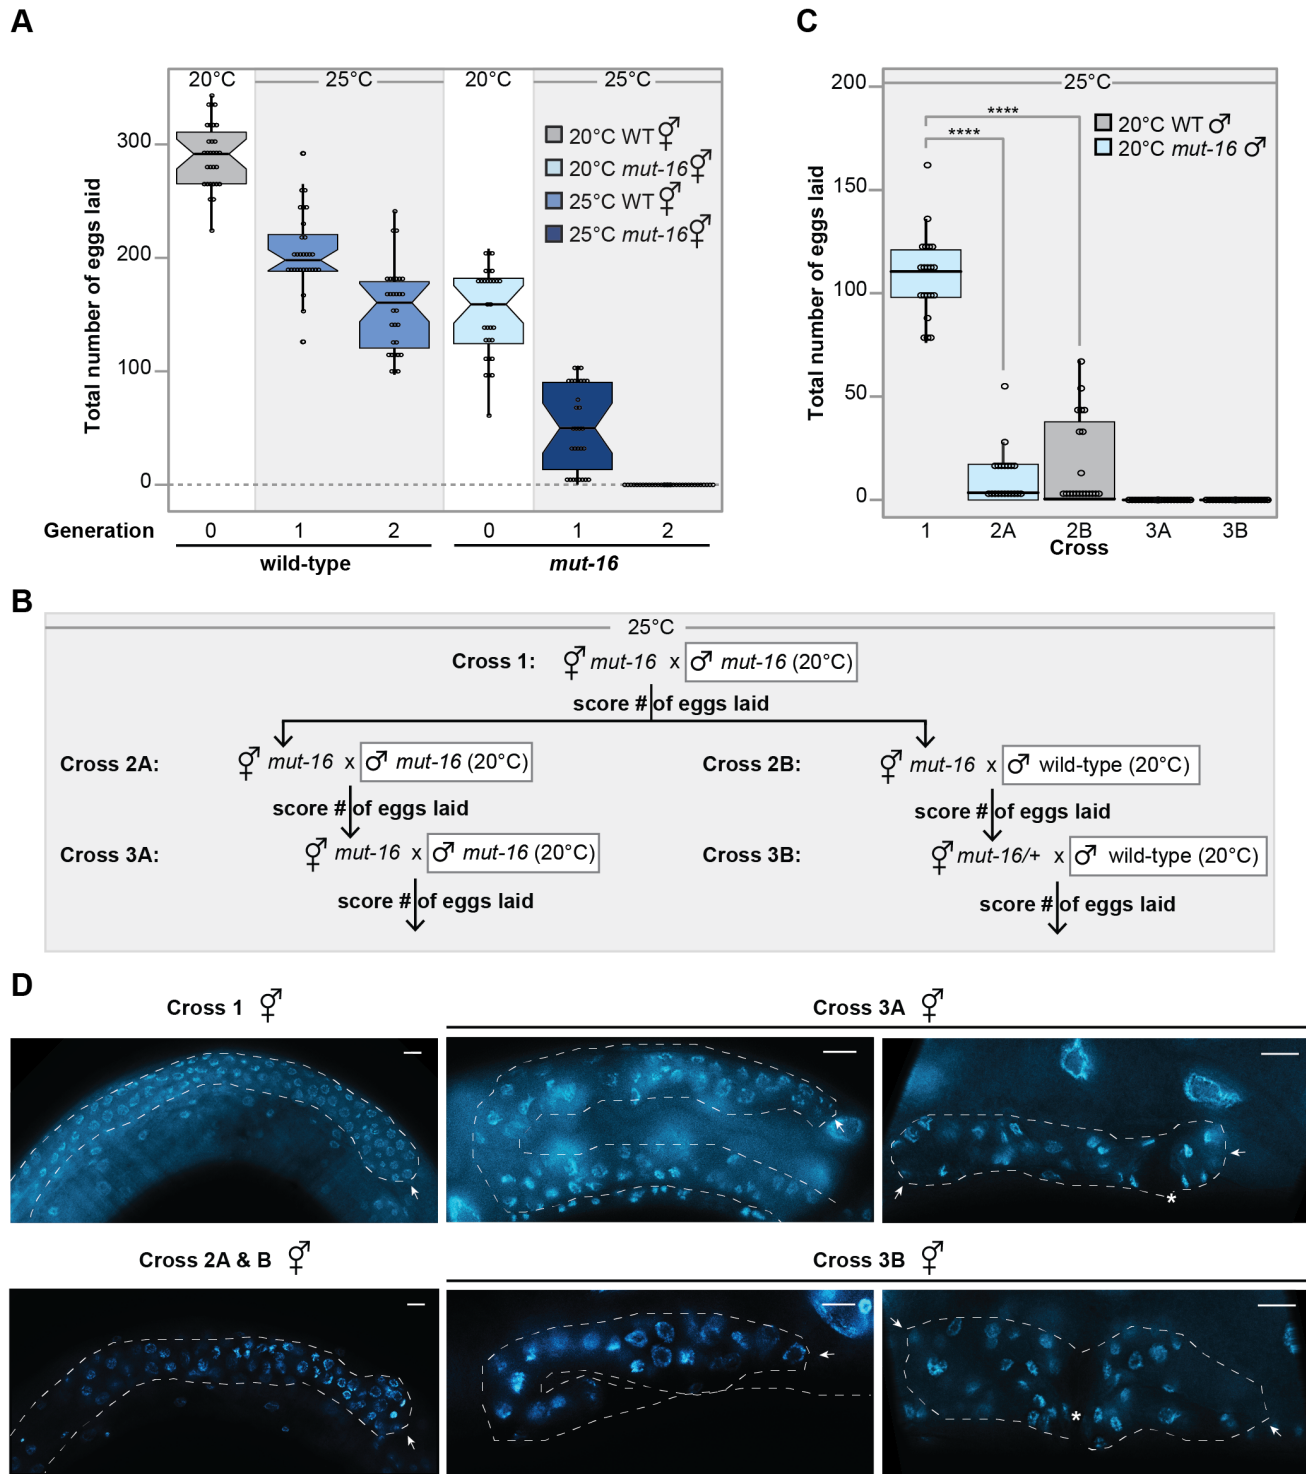 A
20°C 25°C 20°C 25°C
300
200
100
0
Total number of eggs laid
20°C WT ⚥
20°C mut-16 ⚥
25°C WT ⚥
25°C mut-16 ⚥
Generation 0 1 2 0 1 2
wild-type mut-16
C
25°C
200
150
100
50
0
Total number of eggs laid
****
****
20°C WT ♂
20°C mut-16 ♂
1 2A 2B 3A 3B
Cross
B
25°C
Cross 1: ⚥ mut-16 x ♂ mut-16 (20°C)
score # of eggs laid
Cross 2A: ⚥ mut-16 x ♂ mut-16 (20°C)
score # of eggs laid
Cross 3A: ⚥ mut-16 x ♂ mut-16 (20°C)
score # of eggs laid
Cross 2B: ⚥ mut-16 x ♂ wild-type (20°C)
score # of eggs laid
Cross 3B: ⚥ mut-16/+ x ♂ wild-type (20°C)
score # of eggs laid
D
Cross 1 ⚥
Cross 3A ⚥
*
Cross 2A & B ⚥
Cross 3B ⚥
*